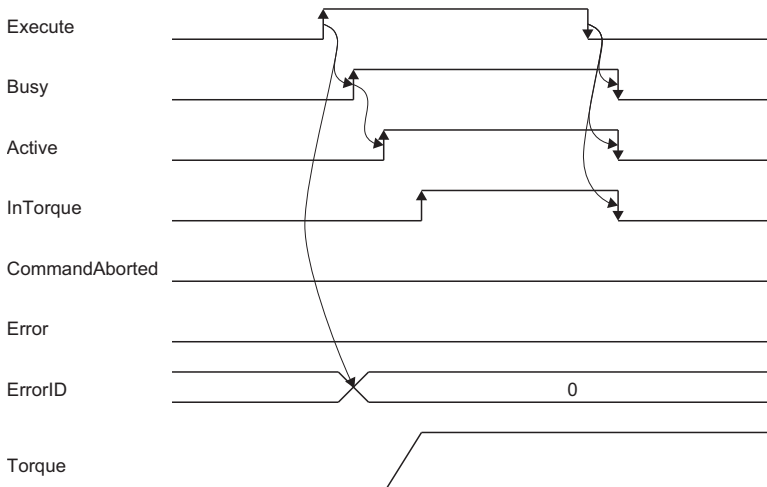 Execute
Busy
Active
InTorque
CommandAborted
Error
ErrorID
0
Torque